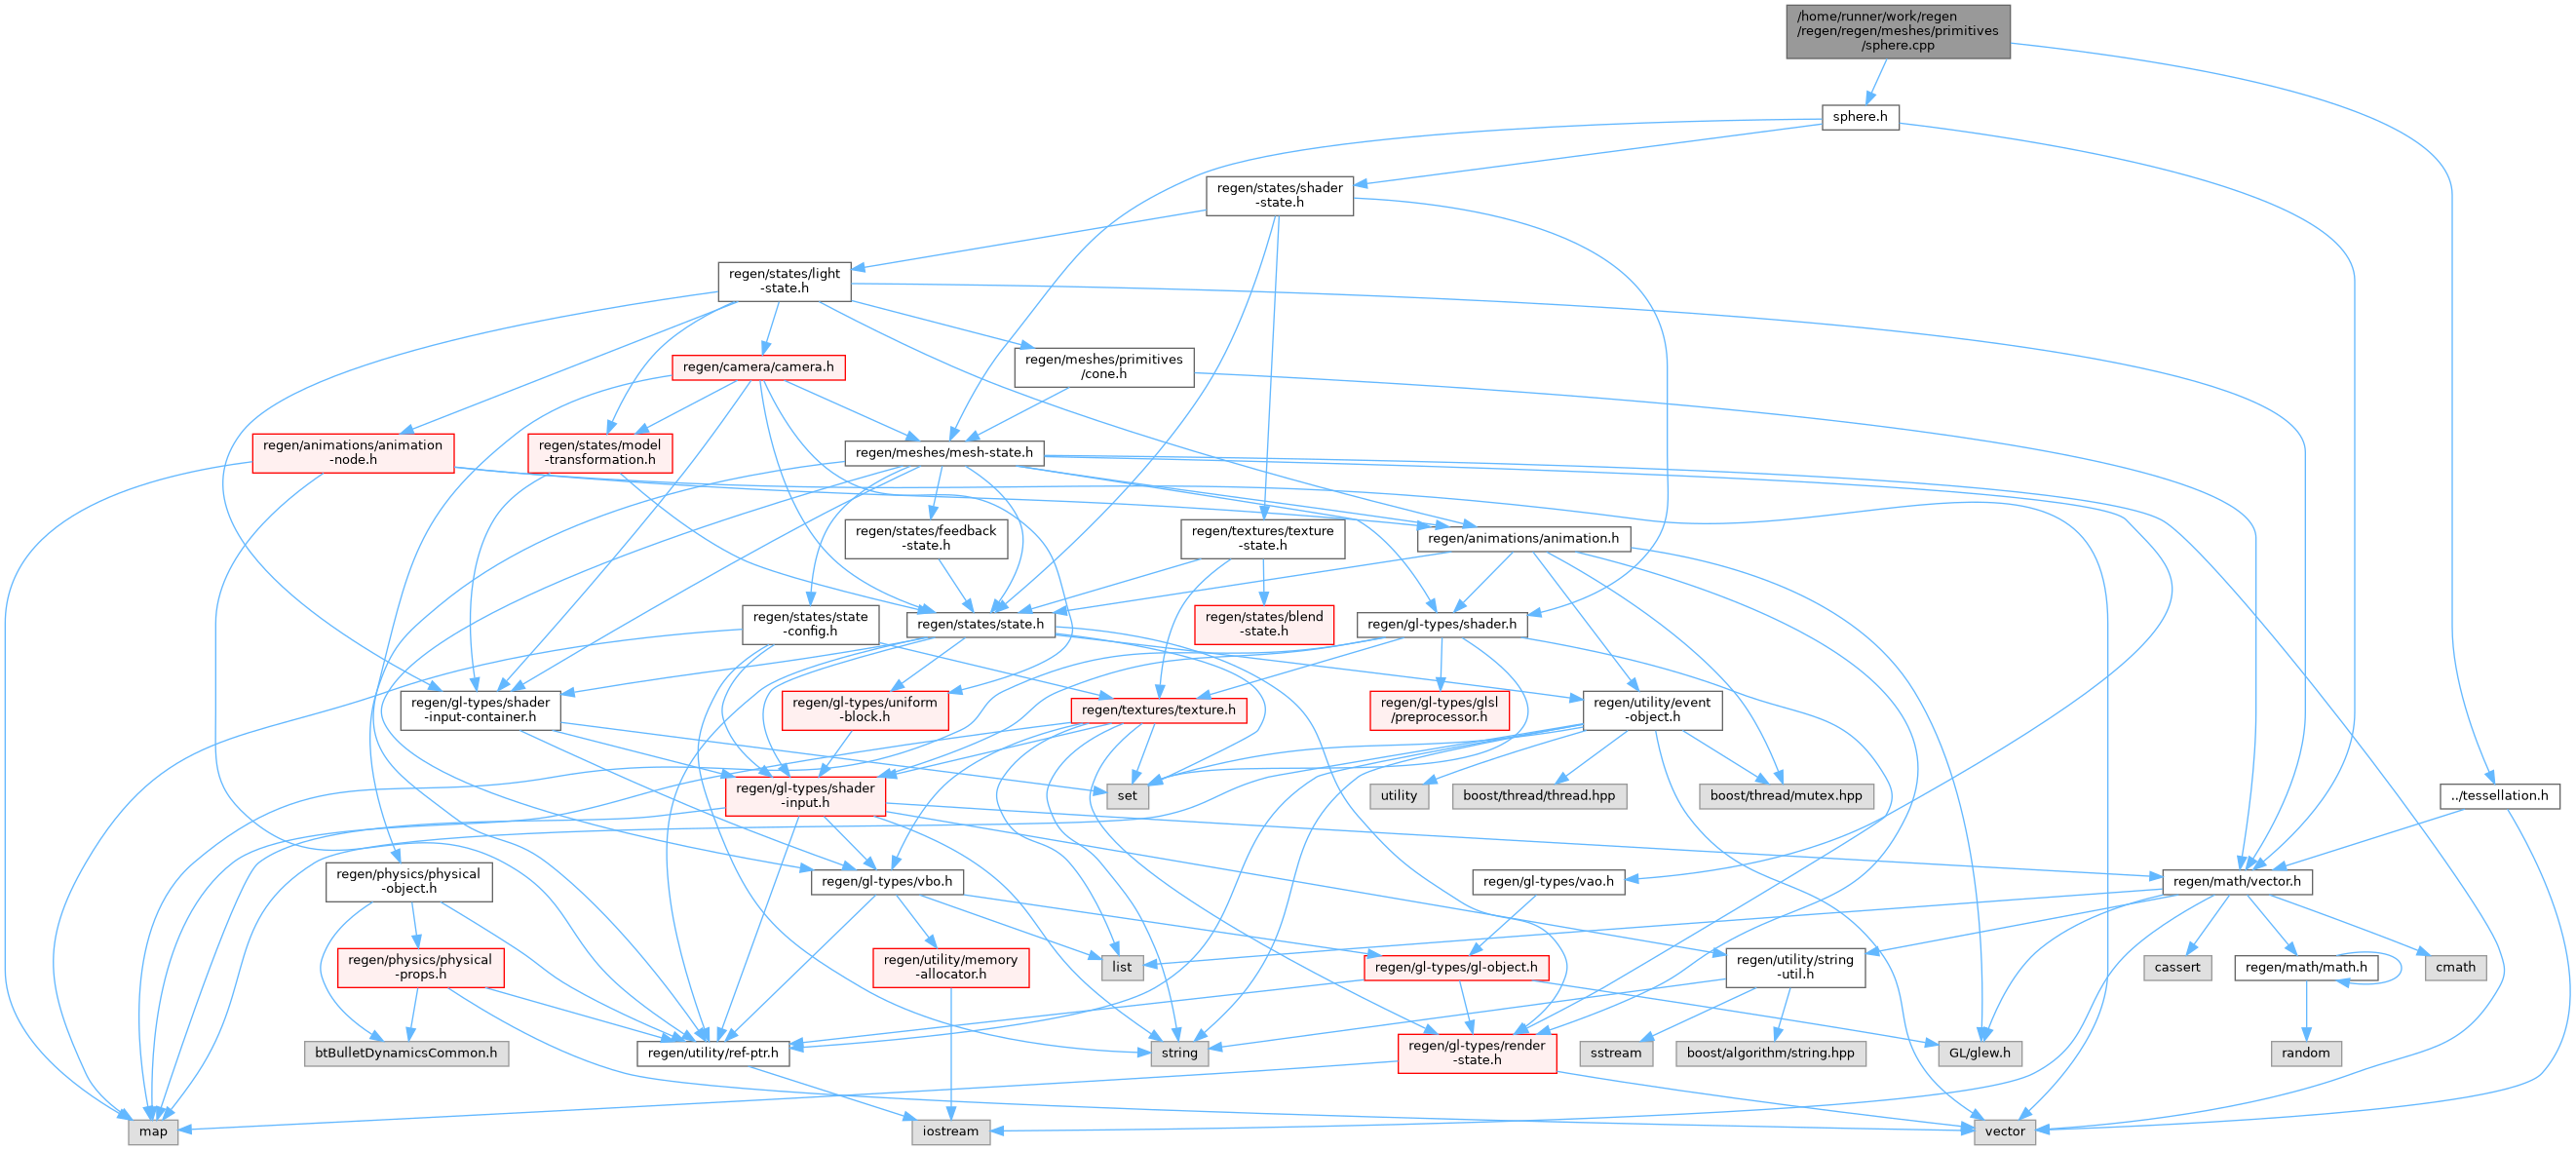 /home/runner/work/regen
/regen/regen/meshes/primitives
/sphere.cpp
sphere.h
regen/states/shader
-state.h
regen/states/light
-state.h
regen/camera/camera.h
regen/meshes/primitives
/cone.h
regen/animations/animation
-node.h
regen/states/model
-transformation.h
regen/meshes/mesh-state.h
regen/states/feedback
-state.h
regen/textures/texture
-state.h
regen/animations/animation.h
regen/states/state
-config.h
regen/states/state.h
regen/states/blend
-state.h
regen/gl-types/shader.h
regen/gl-types/shader
-input-container.h
regen/gl-types/uniform
-block.h
regen/textures/texture.h
regen/gl-types/glsl
/preprocessor.h
regen/utility/event
-object.h
regen/gl-types/shader
-input.h
set
utility
boost/thread/thread.hpp
boost/thread/mutex.hpp
../tessellation.h
regen/physics/physical
-object.h
regen/gl-types/vbo.h
regen/gl-types/vao.h
regen/math/vector.h
regen/physics/physical
-props.h
regen/utility/memory
-allocator.h
list
regen/gl-types/gl-object.h
regen/utility/string
-util.h
cassert
regen/math/math.h
cmath
btBulletDynamicsCommon.h
regen/utility/ref-ptr.h
string
regen/gl-types/render
-state.h
sstream
boost/algorithm/string.hpp
GL/glew.h
random
map
iostream
vector